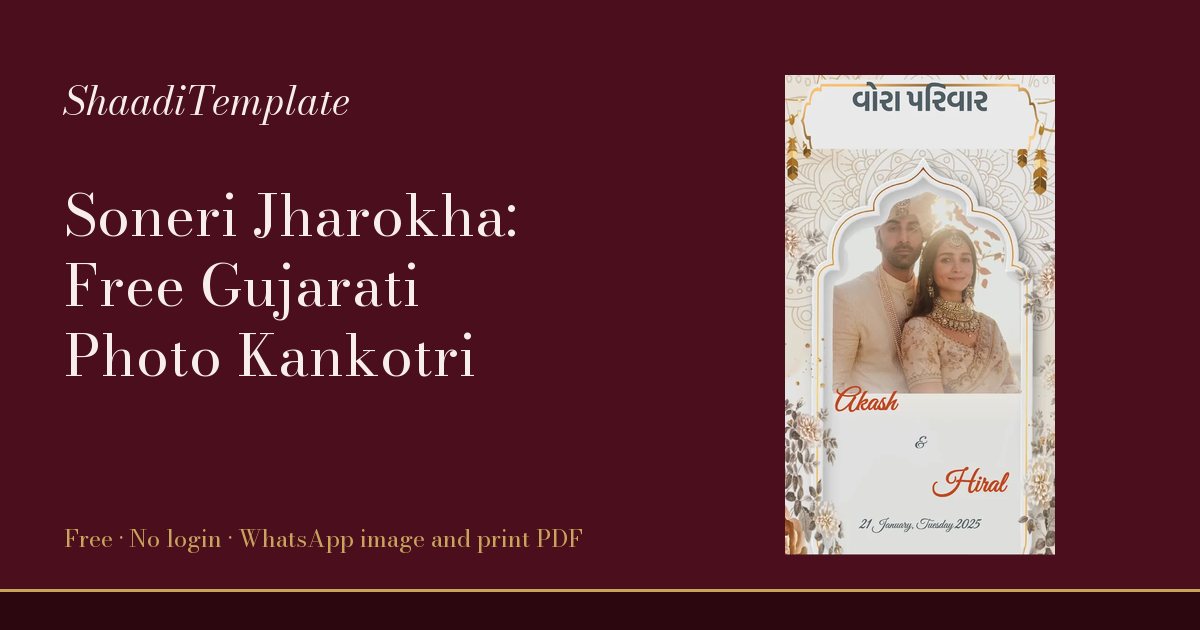 ShaadiTemplate
Soneri Jharokha:
Free Gujarati
Photo Kankotri
Free · No login · WhatsApp image and print PDF
વોરા પરિવાર
Akash
&
Hiral
21 January, Tuesday 2025